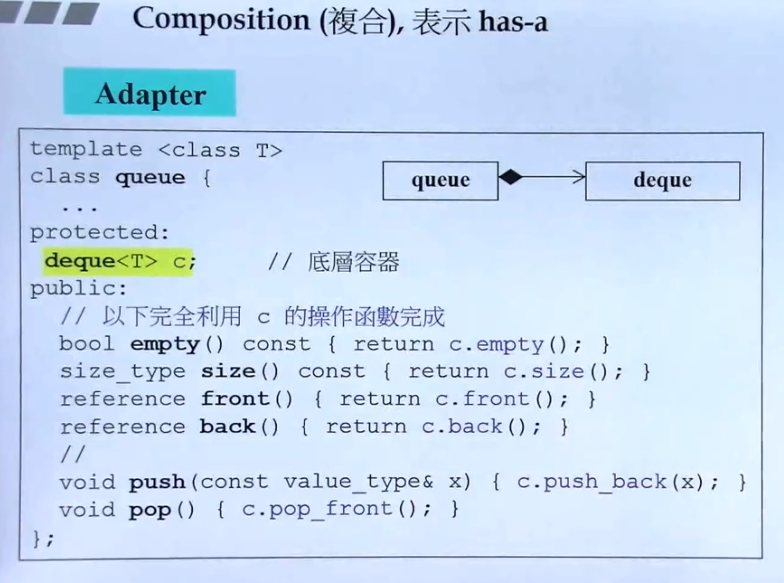 Composition (複合), 表示 has-a
Adapter
template <class T>
class queue {
...
protected:
deque<T> c; // 底層容器
public:
// 以下完全利用 c 的操作函數完成
bool empty() const { return c.empty(); }
size_type size() const { return c.size(); }
reference front() { return c.front(); }
reference back() { return c.back(); }
//
void push(const value_type& x) { c.push_back(x); }
void pop() { c.pop_front(); }
};
queue
deque